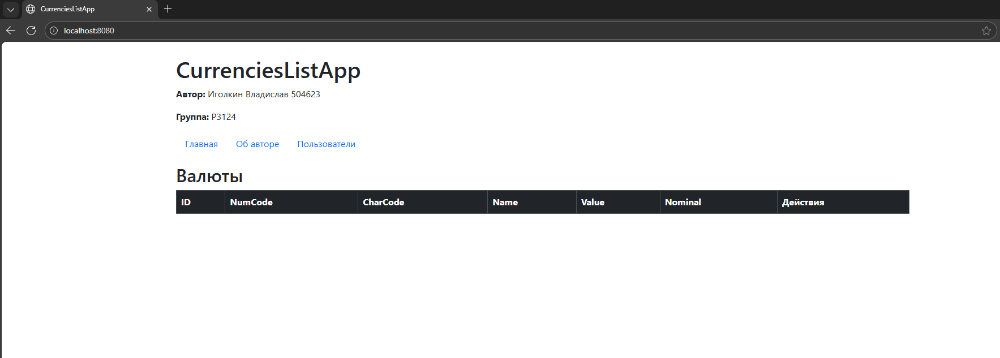 CurrenciesListApp
localhost:8080
CurrenciesListApp
Автор: Иголкин Владислав 504623
Группа: P3124
Главная Об авторе Пользователи
Валюты
ID NumCode CharCode Name Value Nominal Действия